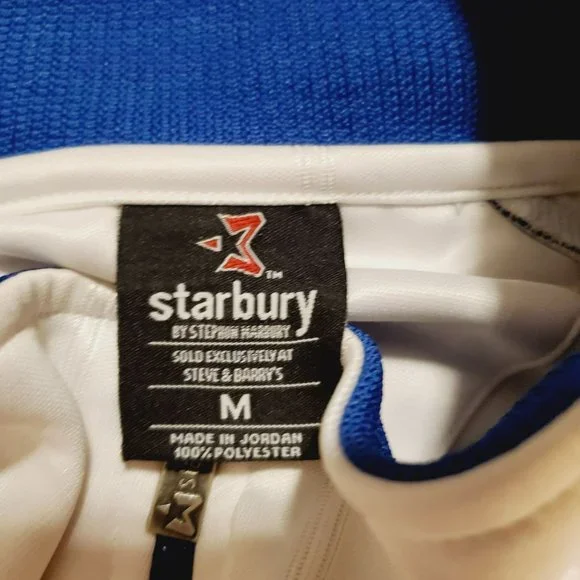 TM
starbury
BY STEPHON MARBURY
SOLD EXCLUSIVELY AT
STEVE & BARRY'S
M
MADE IN JORDAN
100% POLYESTER